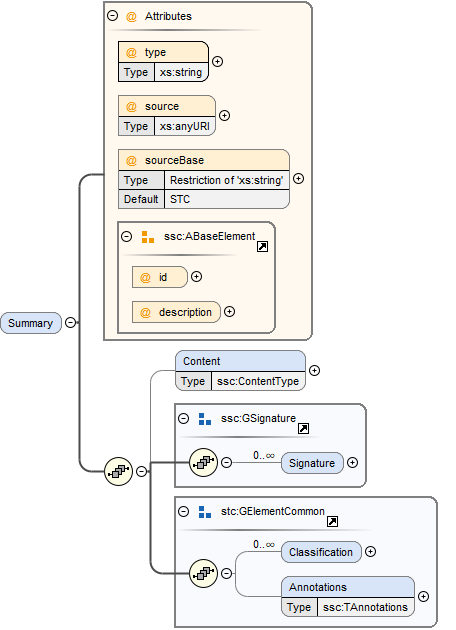 Attributes
@ type
Type xs:string
@ source
Type xs:anyURI
@ sourceBase
Type Restriction of 'xs:string'
Default STC
ssc:ABaseElement
@ id
@ description
Summary
Content
Type ssc:ContentType
ssc:GSignature
0..∞
Signature
stc:GElementCommon
0..∞
Classification
Annotations
Type ssc:TAnnotations